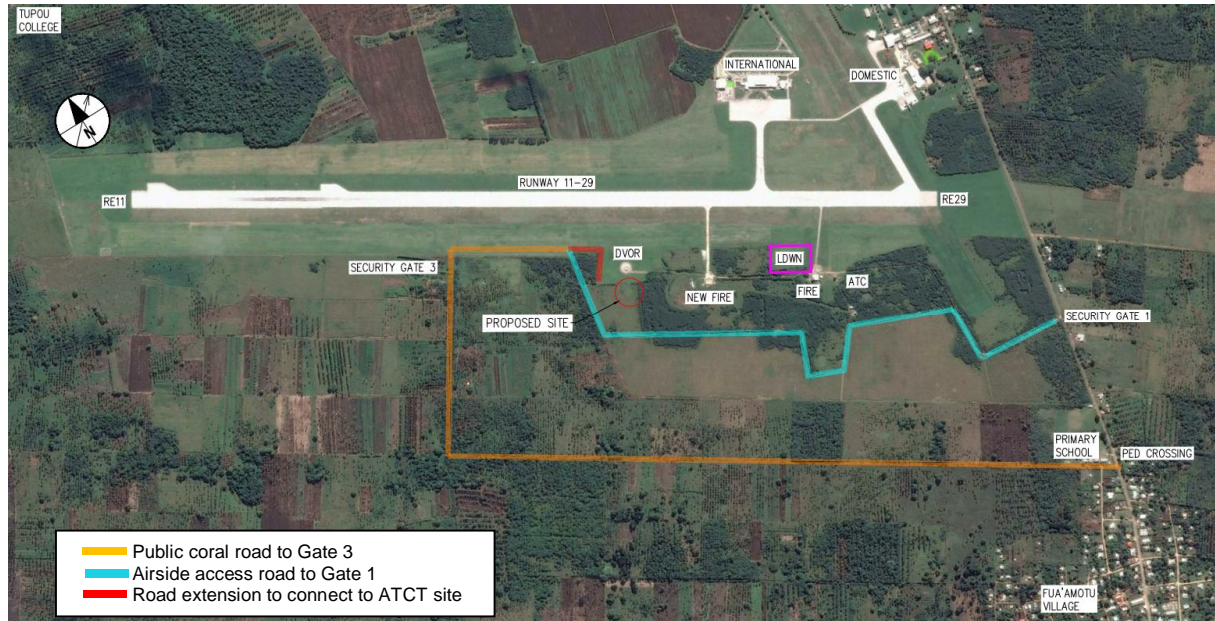 TUPOU
COLLEGE
INTERNATIONAL
DOMESTIC
N
RUNWAY 11-29
RE11
RE29
DVOR
LDWN
SECURITY GATE 3
NEW FIRE
FIRE
ATC
PROPOSED SITE
SECURITY GATE 1
PRIMARY
SCHOOL
PED CROSSING
Public coral road to Gate 3
Airside access road to Gate 1
Road extension to connect to ATCT site
FUA'AMOTU
VILLAGE